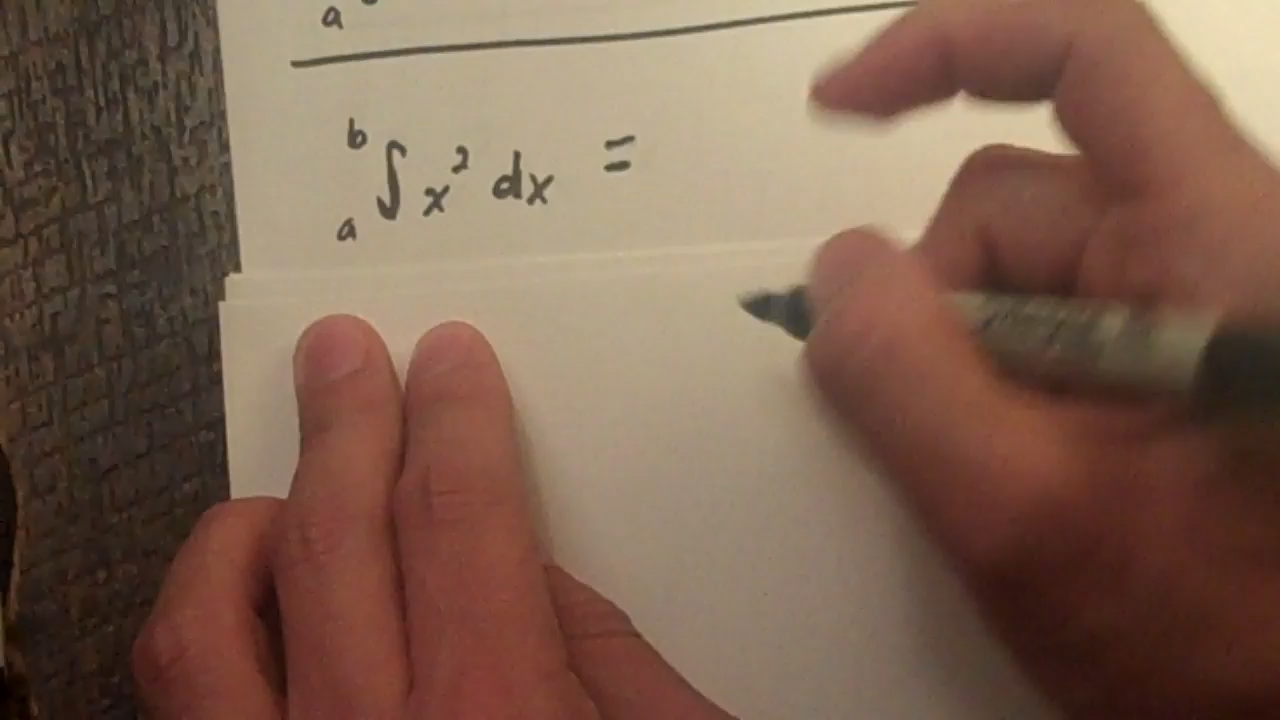 a
b
∫ x² dx =
a